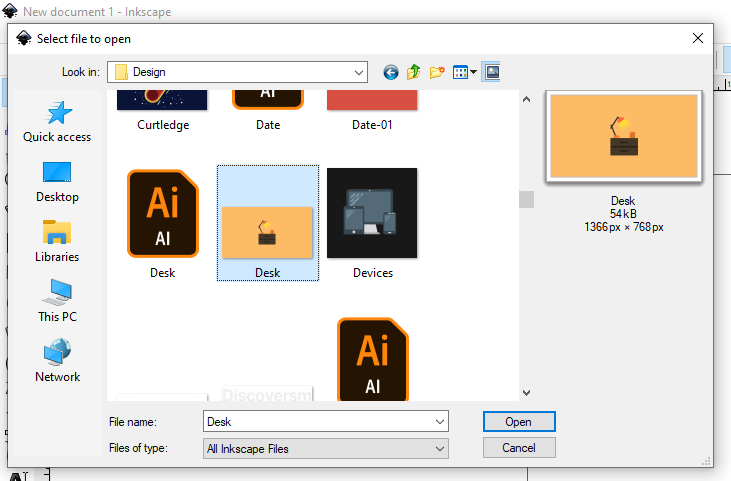 New document 1 - Inkscape
Select file to open
Look in:
Design
Quick access
Desktop
Libraries
This PC
Network
AI
Curtledge
Date
Date-01
Ai
AI
Desk
Desk
Devices
Ai
AI
Discoversm
Desk
54 kB
1366 px × 768 px
File name:
Desk
Open
Files of type:
All Inkscape Files
Cancel